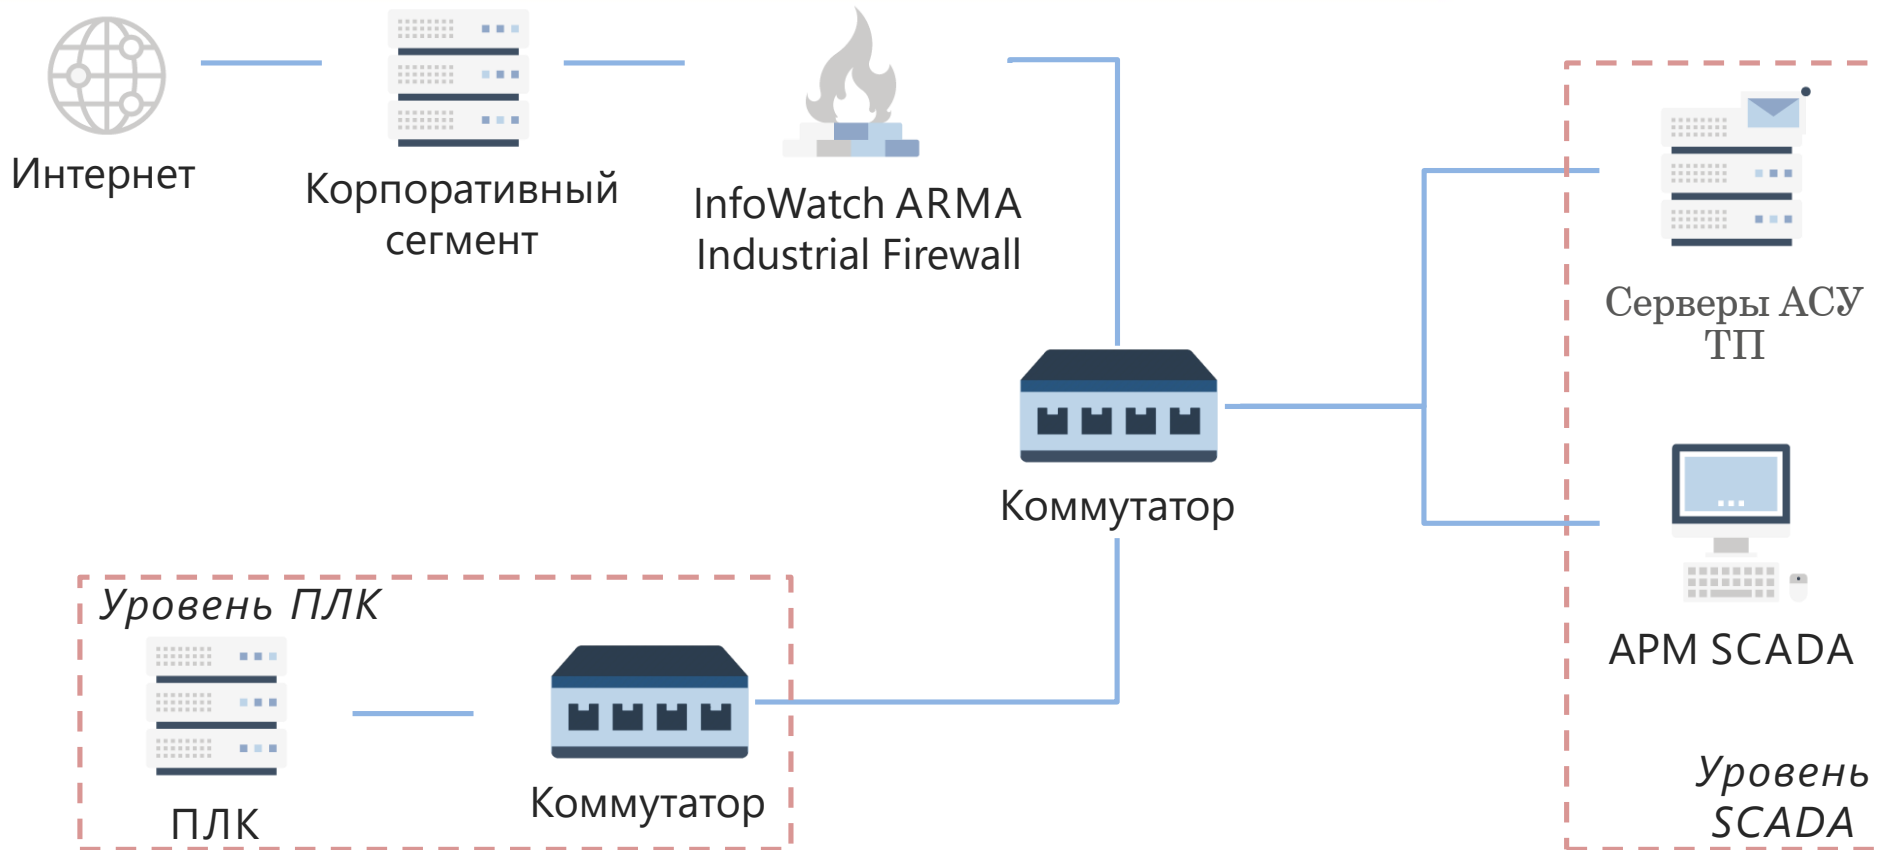 Интернет
Корпоративный
сегмент
InfoWatch ARMA
Industrial Firewall
Серверы АСУ
ТП
Коммутатор
АРМ SCADA
Уровень
SCADA
Уровень ПЛК
ПЛК
Коммутатор